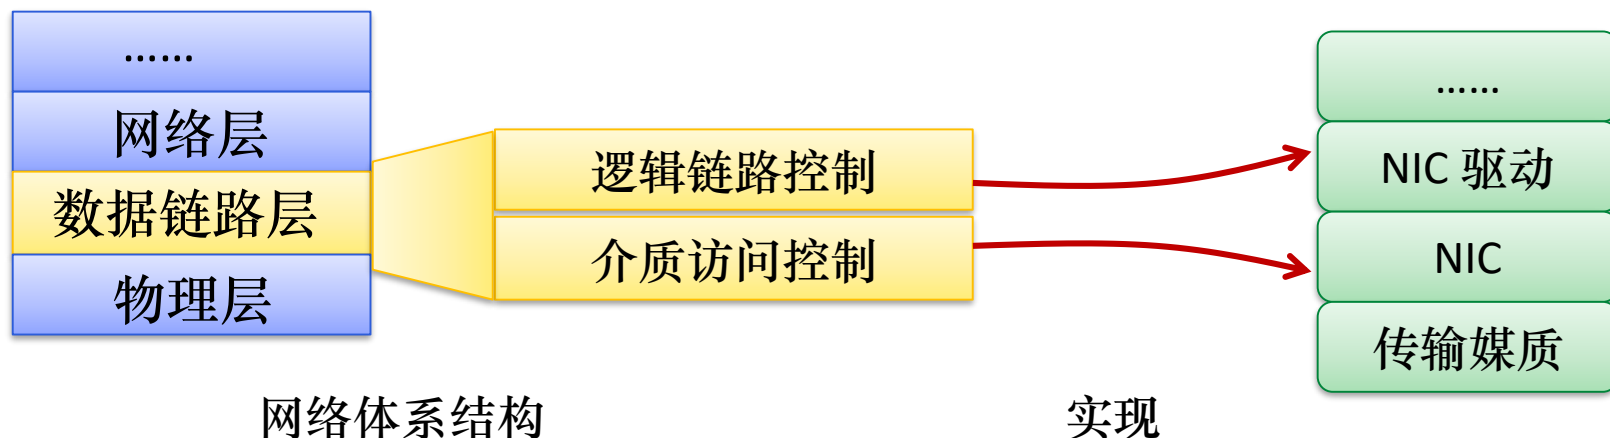 ……
网络层
数据链路层
物理层
逻辑链路控制
介质访问控制
……
NIC 驱动
NIC
传输媒质
网络体系结构
实现